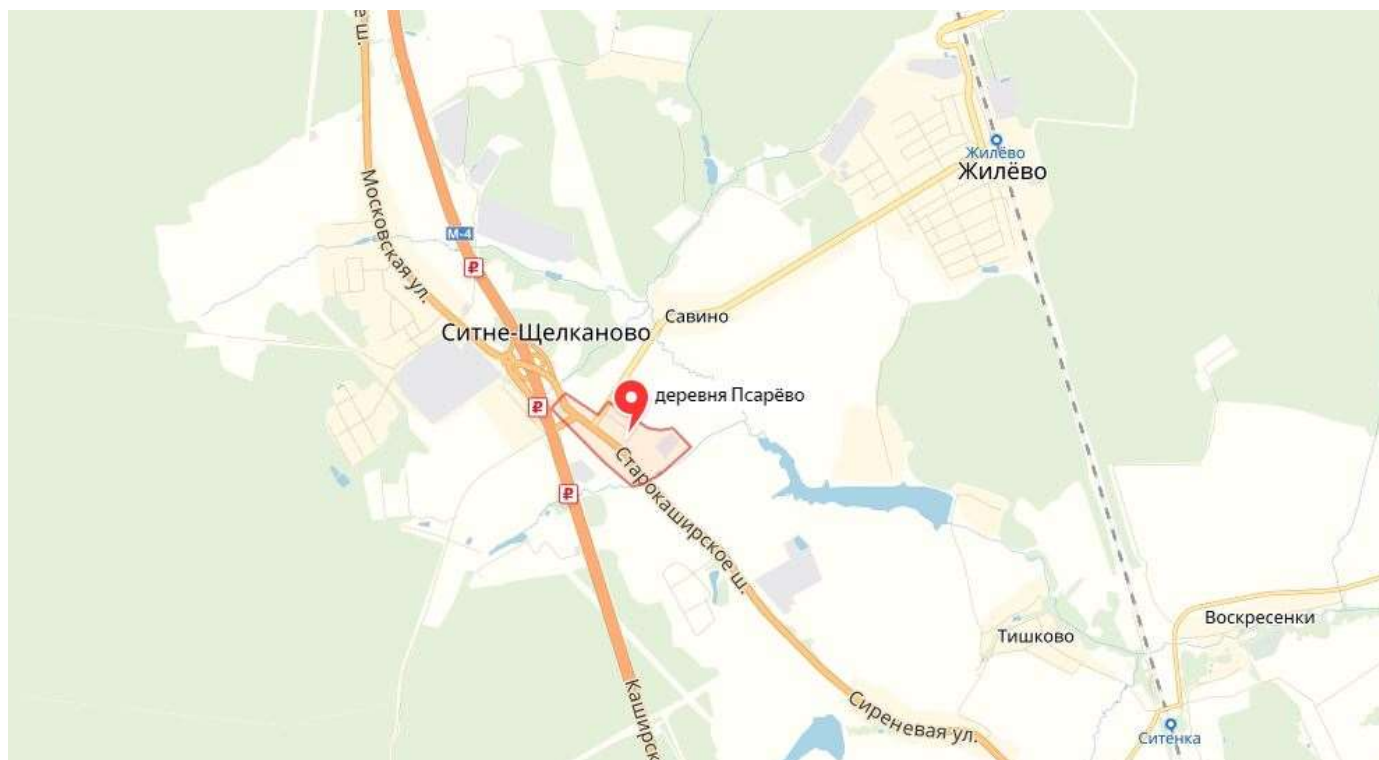 е ш.
Жилёво
Жилёво
Московская ул.
М-4
₽
Савино
Ситне-Щелканово
деревня Псарёво
₽
Старокаширское ш.
₽
Воскресенки
Тишково
Каширск
Сиреневая ул.
Ситенка